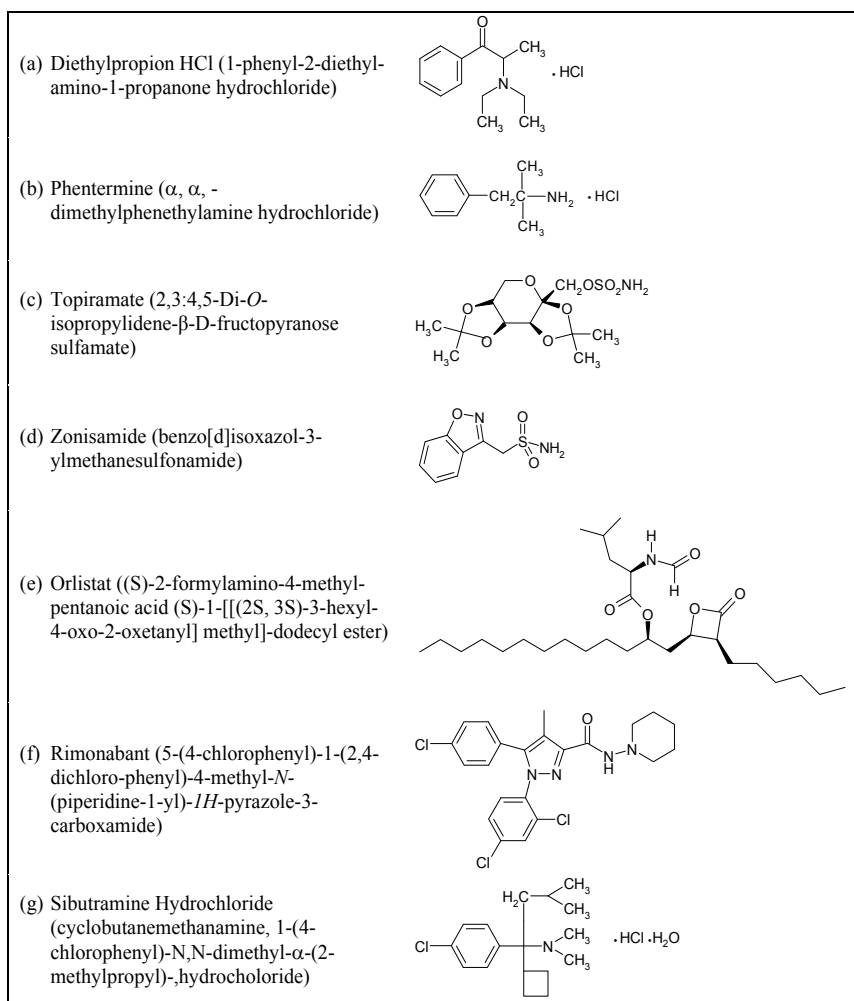 (a) Diethylpropion HCl (1-phenyl-2-diethyl-
amino-1-propanone hydrochloride)
O
CH₃
N
CH₃ CH₃
· HCl
(b) Phentermine (α, α, -
dimethylphenethylamine hydrochloride)
CH₃
CH₂-C-NH₂ · HCl
CH₃
(c) Topiramate (2,3:4,5-Di-O-
isopropylidene-β-D-fructopyranose
sulfamate)
O
CH₂OSO₂NH₂
O
O
O
O
H₃C
H₃C
CH₃
CH₃
(d) Zonisamide (benzo[d]isoxazol-3-
ylmethanesulfonamide)
O-N
O
S-NH₂
O
(e) Orlistat ((S)-2-formylamino-4-methyl-
pentanoic acid (S)-1-[[(2S, 3S)-3-hexyl-
4-oxo-2-oxetanyl] methyl]-dodecyl ester)
H
N
O
H
O
O
O
O
(f) Rimonabant (5-(4-chlorophenyl)-1-(2,4-
dichloro-phenyl)-4-methyl-N-
(piperidine-1-yl)-1H-pyrazole-3-
carboxamide)
Cl
O
N
N
H
N
N
Cl
Cl
(g) Sibutramine Hydrochloride
(cyclobutanemethanamine, 1-(4-
chlorophenyl)-N,N-dimethyl-α-(2-
methylpropyl)-,hydrocholoride)
H₂C
CH₃
CH₃
Cl
N
CH₃
CH₃
· HCl · H₂O